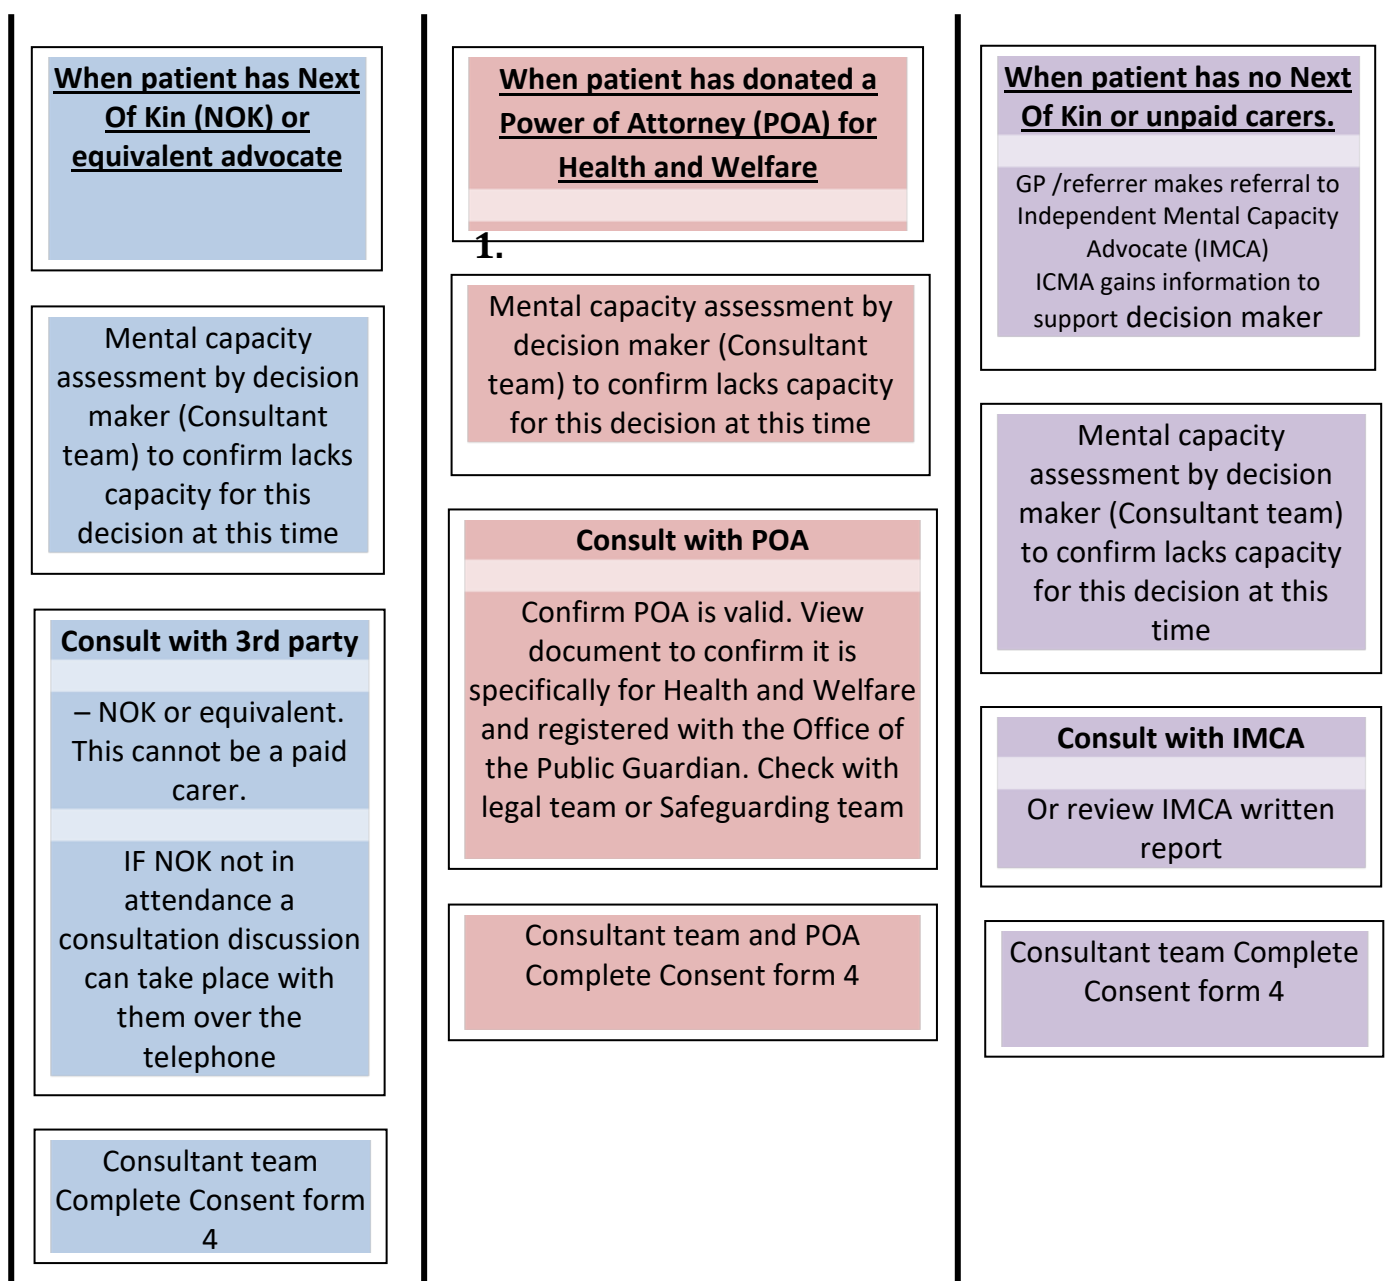 When patient has Next
Of Kin (NOK) or
equivalent advocate
Mental capacity
assessment by decision
maker (Consultant
team) to confirm lacks
capacity for this
decision at this time
Consult with 3rd party
– NOK or equivalent.
This cannot be a paid
carer.
IF NOK not in
attendance a
consultation discussion
can take place with
them over the
telephone
Consultant team
Complete Consent form
4
When patient has donated a
Power of Attorney (POA) for
Health and Welfare
1.
Mental capacity assessment by
decision maker (Consultant
team) to confirm lacks capacity
for this decision at this time
Consult with POA
Confirm POA is valid. View
document to confirm it is
specifically for Health and Welfare
and registered with the Office of
the Public Guardian. Check with
legal team or Safeguarding team
Consultant team and POA
Complete Consent form 4
When patient has no Next
Of Kin or unpaid carers.
GP /referrer makes referral to
Independent Mental Capacity
Advocate (IMCA)
ICMA gains information to
support decision maker
Mental capacity
assessment by decision
maker (Consultant team)
to confirm lacks capacity
for this decision at this
time
Consult with IMCA
Or review IMCA written
report
Consultant team Complete
Consent form 4